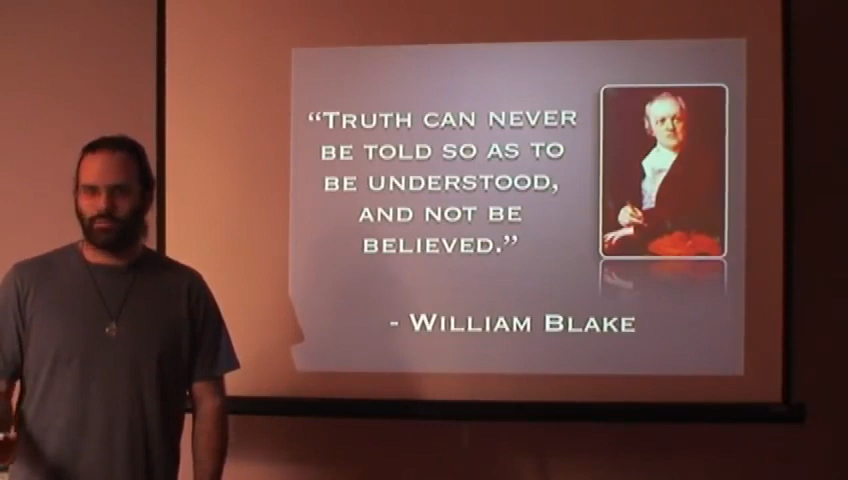 “Truth can never
be told so as to
be understood,
and not be
believed.”
- William Blake